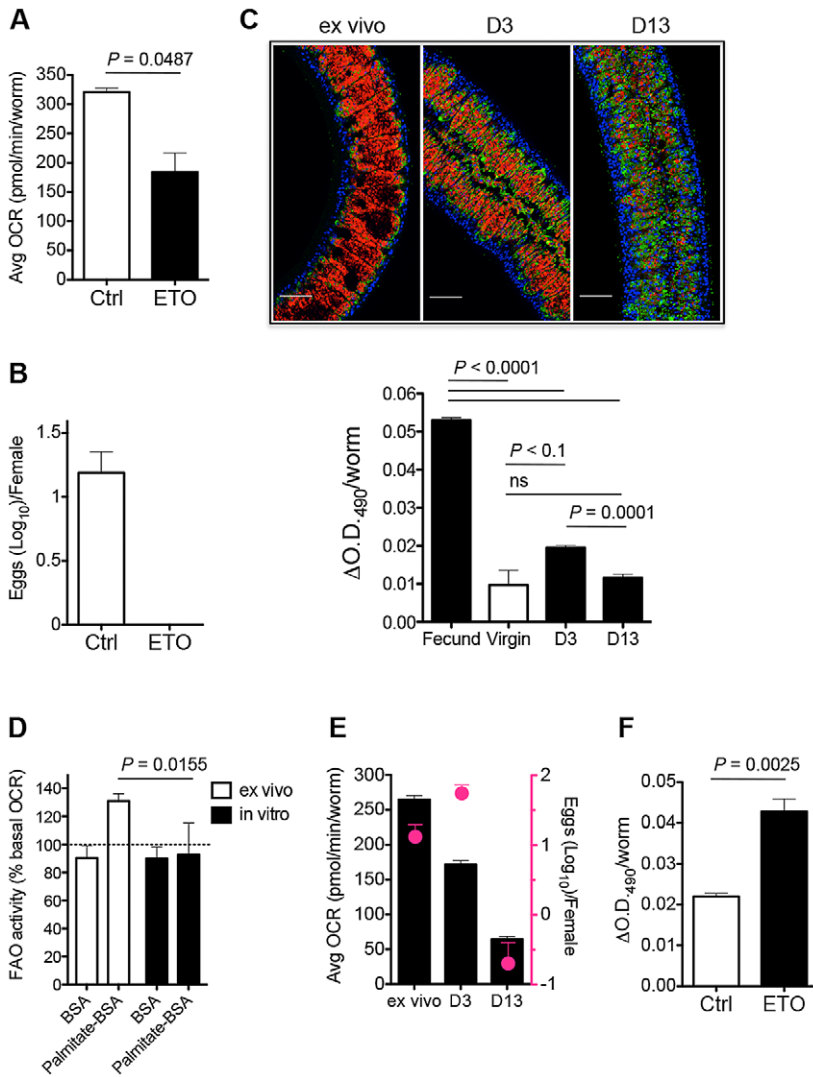 A
P = 0.0487
Avg OCR (pmol/min/worm)
350
300
250
200
150
100
50
0
Ctrl
ETO
C
ex vivo
D3
D13
B
Eggs (Log10)/Female
1.5
1
0.5
0
Ctrl
ETO
P < 0.0001
P < 0.1
ns
P = 0.0001
ΔO.D.490/worm
0.06
0.05
0.04
0.03
0.02
0.01
0.00
Fecund
Virgin
D3
D13
D
P = 0.0155
ex vivo
in vitro
FAO activity (% basal OCR)
140
120
100
80
60
40
20
0
BSA
Palmitate-BSA
BSA
Palmitate-BSA
E
Avg OCR (pmol/min/worm)
300
250
200
150
100
50
0
ex vivo
D3
D13
2
1
0
-1
Eggs (Log10)/Female
F
P = 0.0025
ΔO.D.490/worm
0.05
0.04
0.03
0.02
0.01
0.00
Ctrl
ETO